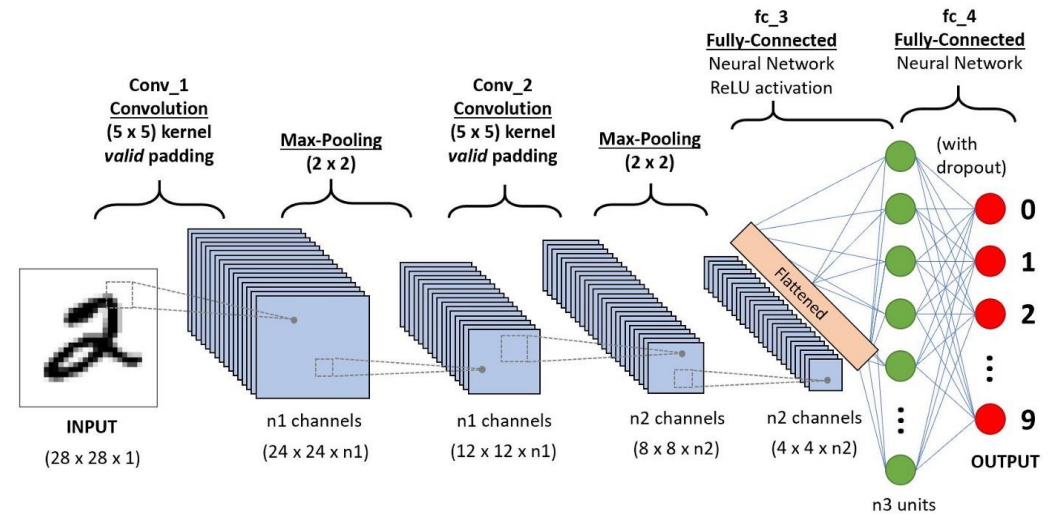 fc_3
Fully-Connected
Neural Network
ReLU activation
fc_4
Fully-Connected
Neural Network
Conv_1
Convolution
(5 x 5) kernel
valid padding
Max-Pooling
(2 x 2)
Conv_2
Convolution
(5 x 5) kernel
valid padding
Max-Pooling
(2 x 2)
(with
dropout)
Flattened
0
1
2
9
INPUT
(28 x 28 x 1)
n1 channels
(24 x 24 x n1)
n1 channels
(12 x 12 x n1)
n2 channels
(8 x 8 x n2)
n2 channels
(4 x 4 x n2)
OUTPUT
n3 units
2